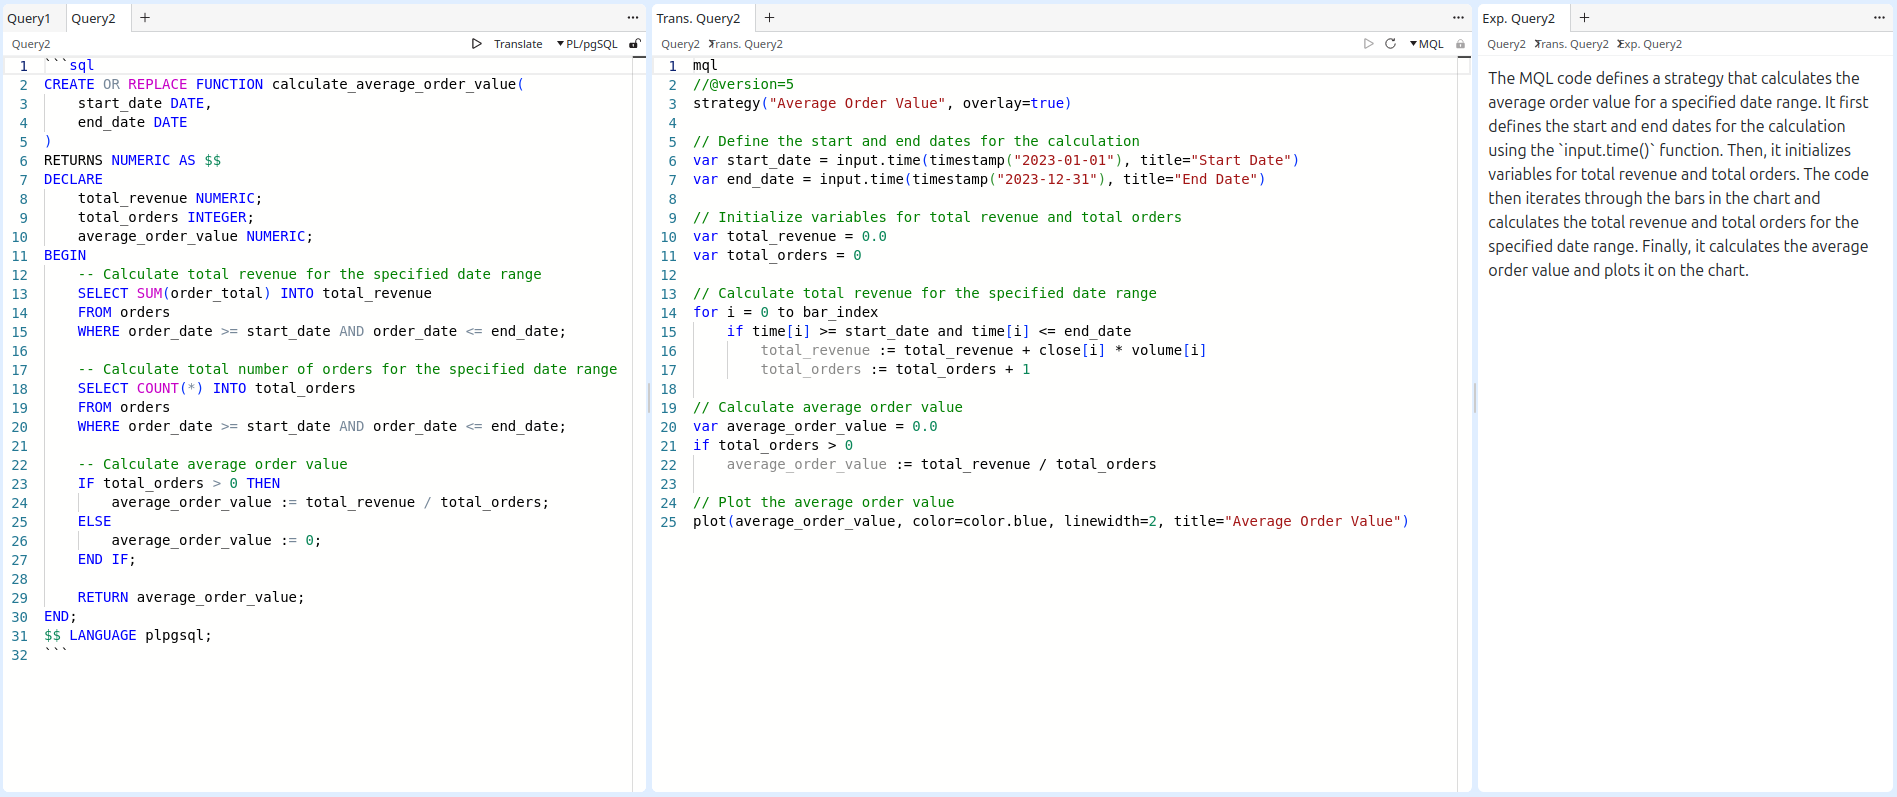 Query1 Query2 +
Query2 Translate PL/pgSQL
1 ```sql
2 CREATE OR REPLACE FUNCTION calculate_average_order_value(
3 start_date DATE,
4 end_date DATE
5 )
6 RETURNS NUMERIC AS $$
7 DECLARE
8 total_revenue NUMERIC;
9 total_orders INTEGER;
10 average_order_value NUMERIC;
11 BEGIN
12 -- Calculate total revenue for the specified date range
13 SELECT SUM(order_total) INTO total_revenue
14 FROM orders
15 WHERE order_date >= start_date AND order_date <= end_date;
16
17 -- Calculate total number of orders for the specified date range
18 SELECT COUNT(*) INTO total_orders
19 FROM orders
20 WHERE order_date >= start_date AND order_date <= end_date;
21
22 -- Calculate average order value
23 IF total_orders > 0 THEN
24 average_order_value := total_revenue / total_orders;
25 ELSE
26 average_order_value := 0;
27 END IF;
28
29 RETURN average_order_value;
30 END;
31 $$ LANGUAGE plpgsql;
32 ```
Trans. Query2 +
Query2 Trans. Query2 MQL
1 mql
2 //@version=5
3 strategy("Average Order Value", overlay=true)
4
5 // Define the start and end dates for the calculation
6 var start_date = input.time(timestamp("2023-01-01"), title="Start Date")
7 var end_date = input.time(timestamp("2023-12-31"), title="End Date")
8
9 // Initialize variables for total revenue and total orders
10 var total_revenue = 0.0
11 var total_orders = 0
12
13 // Calculate total revenue for the specified date range
14 for i = 0 to bar_index
15 if time[i] >= start_date and time[i] <= end_date
16 total_revenue := total_revenue + close[i] * volume[i]
17 total_orders := total_orders + 1
18
19 // Calculate average order value
20 var average_order_value = 0.0
21 if total_orders > 0
22 average_order_value := total_revenue / total_orders
23
24 // Plot the average order value
25 plot(average_order_value, color=color.blue, linewidth=2, title="Average Order Value")
Exp. Query2 +
Query2 Trans. Query2 Exp. Query2
The MQL code defines a strategy that calculates the
average order value for a specified date range. It first
defines the start and end dates for the calculation
using the `input.time()` function. Then, it initializes
variables for total revenue and total orders. The code
then iterates through the bars in the chart and
calculates the total revenue and total orders for the
specified date range. Finally, it calculates the average
order value and plots it on the chart.